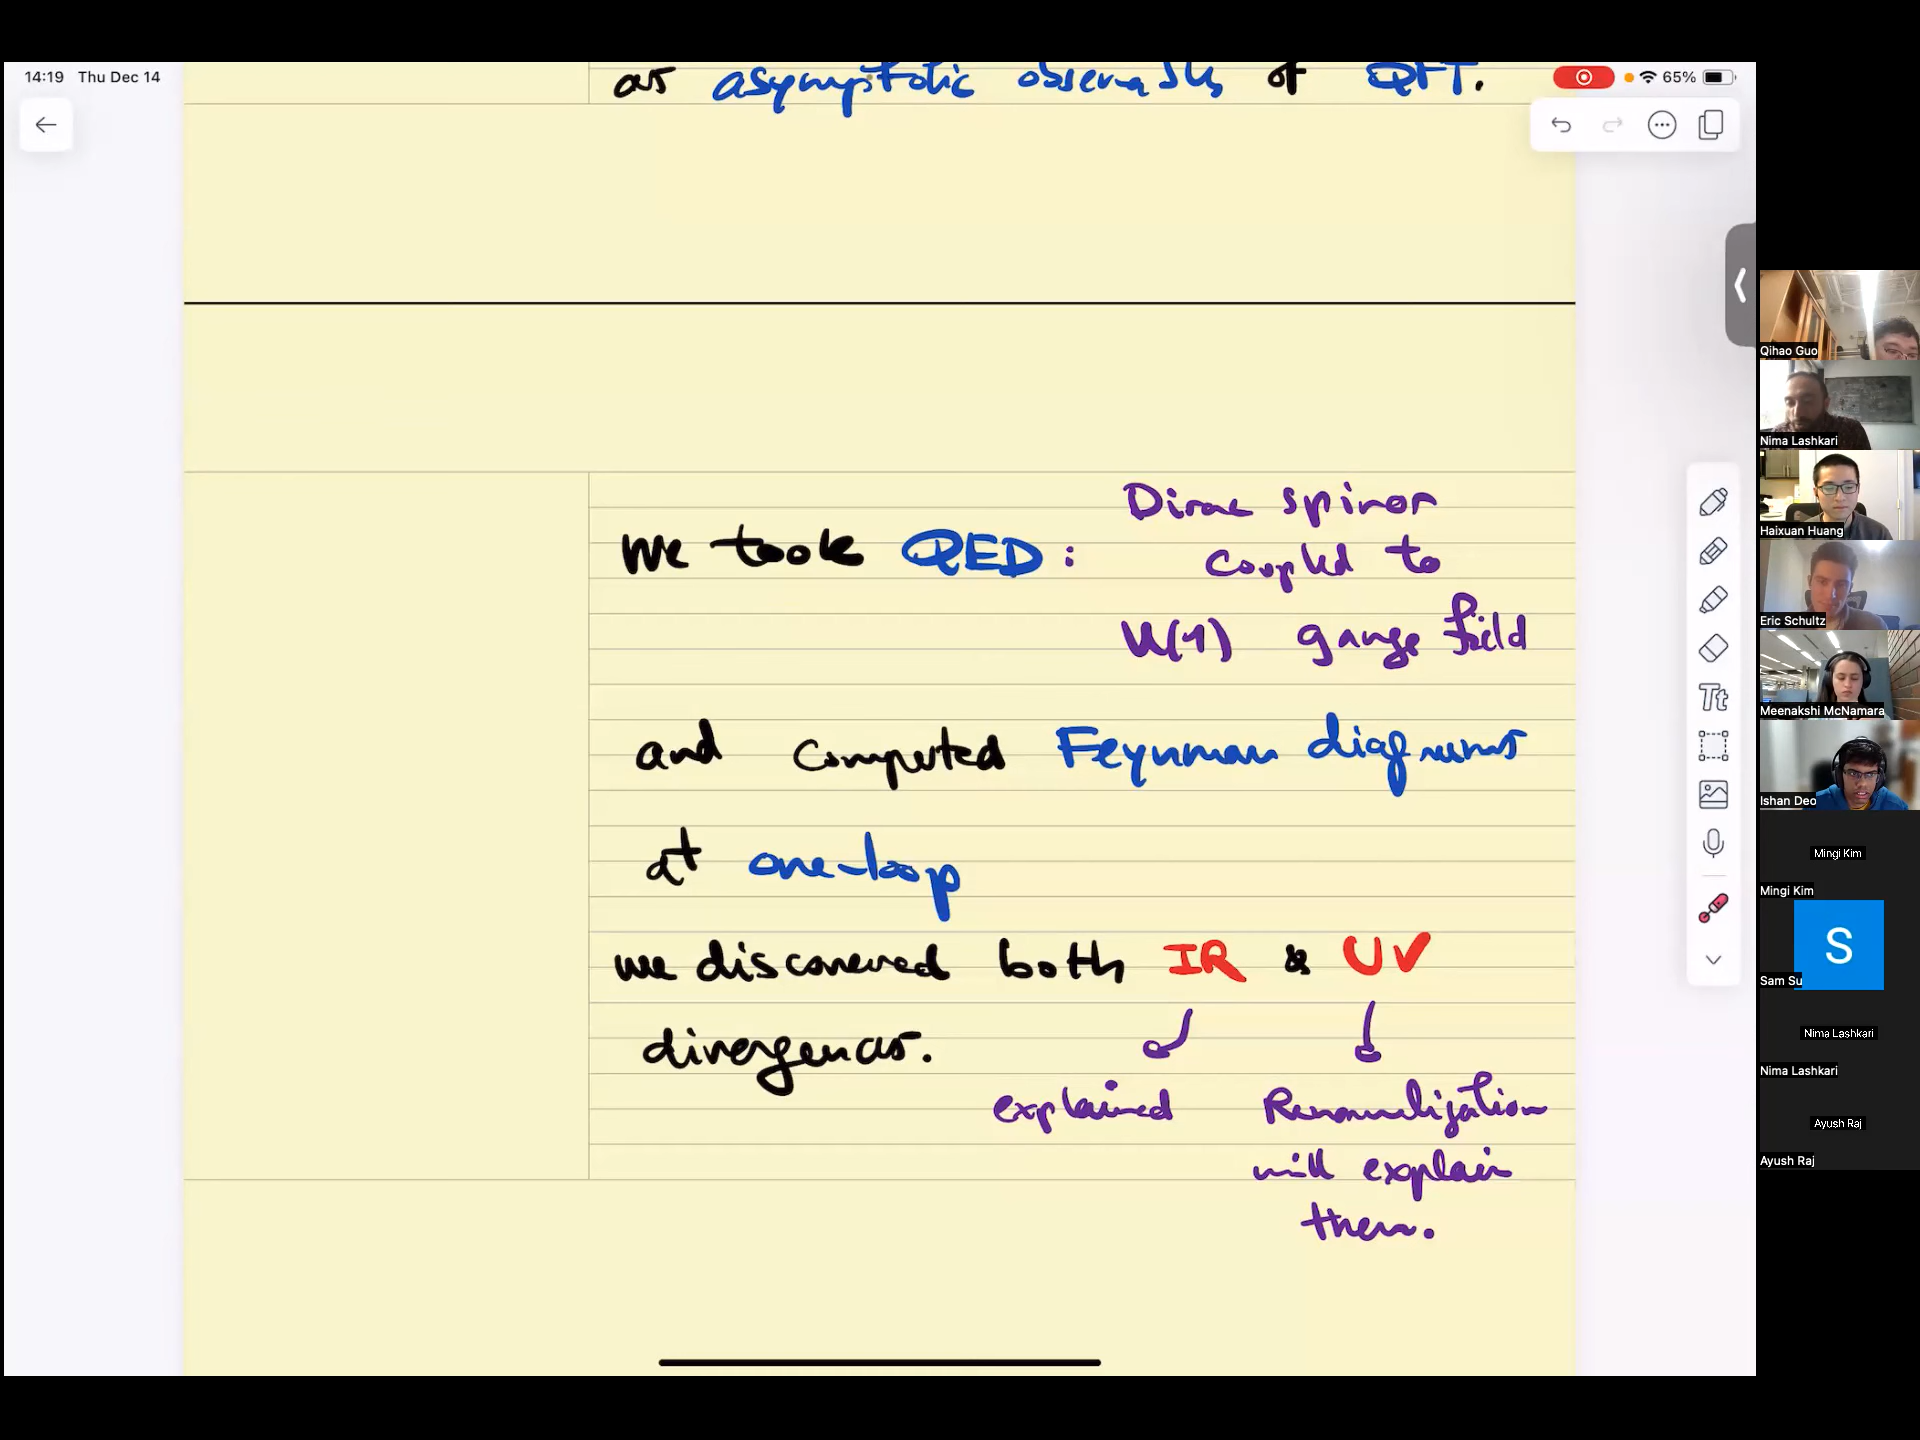 14:19 Thu Dec 14
65%
as asymptotic observables of QFT.
Dirac spinor
We took QED :
coupled to
U(1) gauge field
and computed Feynman diagrams
at one-loop
we discovered both IR & UV
divergences.
explained
Renormalization
will explain
them.
Tt
Qihao Guo
Nima Lashkari
Haixuan Huang
Eric Schultz
Meenakshi McNamara
Ishan Deo
Mingi Kim
Mingi Kim
S
Sam Su
Nima Lashkari
Nima Lashkari
Ayush Raj
Ayush Raj